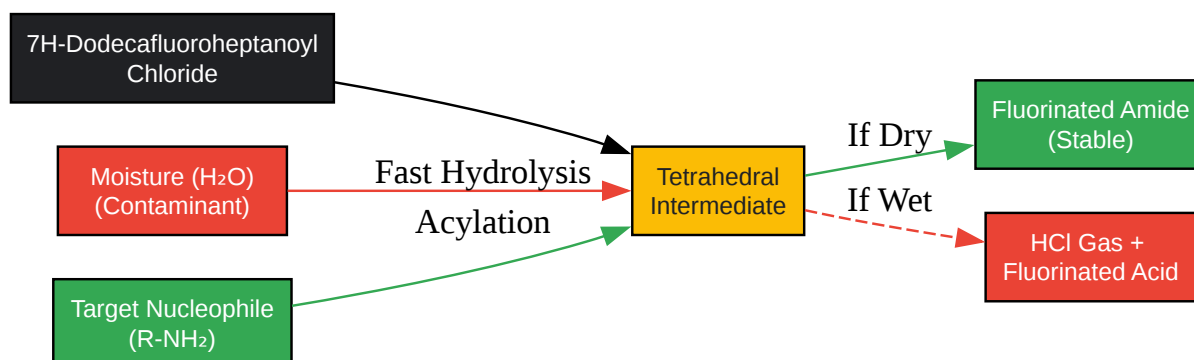 7H-Dodecafluoroheptanoyl
Chloride
Moisture (H₂O)
(Contaminant)
Target Nucleophile
(R-NH₂)
Fast Hydrolysis
Acylation
Tetrahedral
Intermediate
If Dry
If Wet
Fluorinated Amide
(Stable)
HCl Gas +
Fluorinated Acid